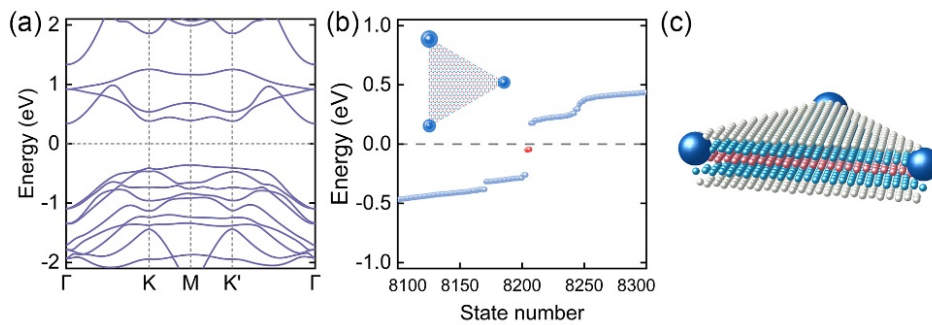 (a)
2
1
0
-1
-2
Energy (eV)
Γ K M K' Γ
(b)
1.0
0.5
0.0
-0.5
-1.0
Energy (eV)
8100 8150 8200 8250 8300
State number
(c)